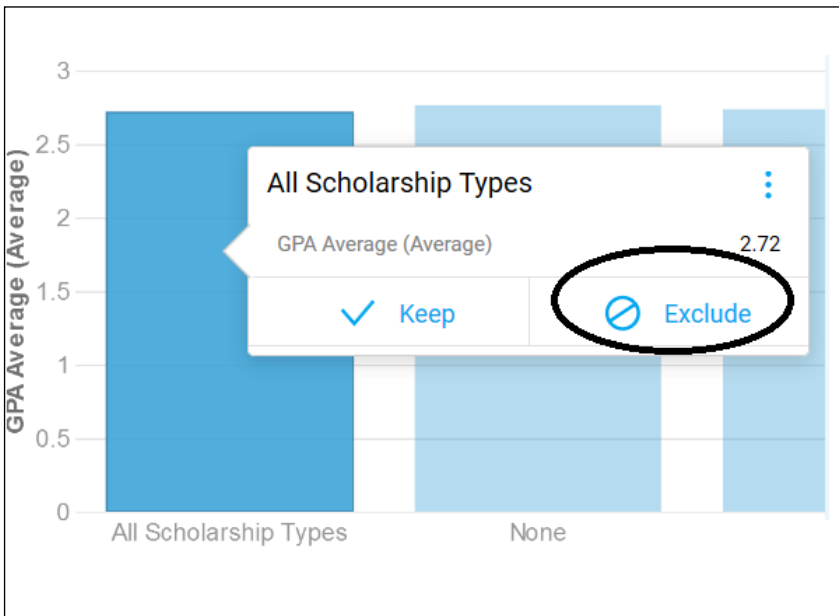 3
2.5
2
1.5
1
0.5
0
GPA Average (Average)
All Scholarship Types
GPA Average (Average) 2.72
Keep Exclude
All Scholarship Types None